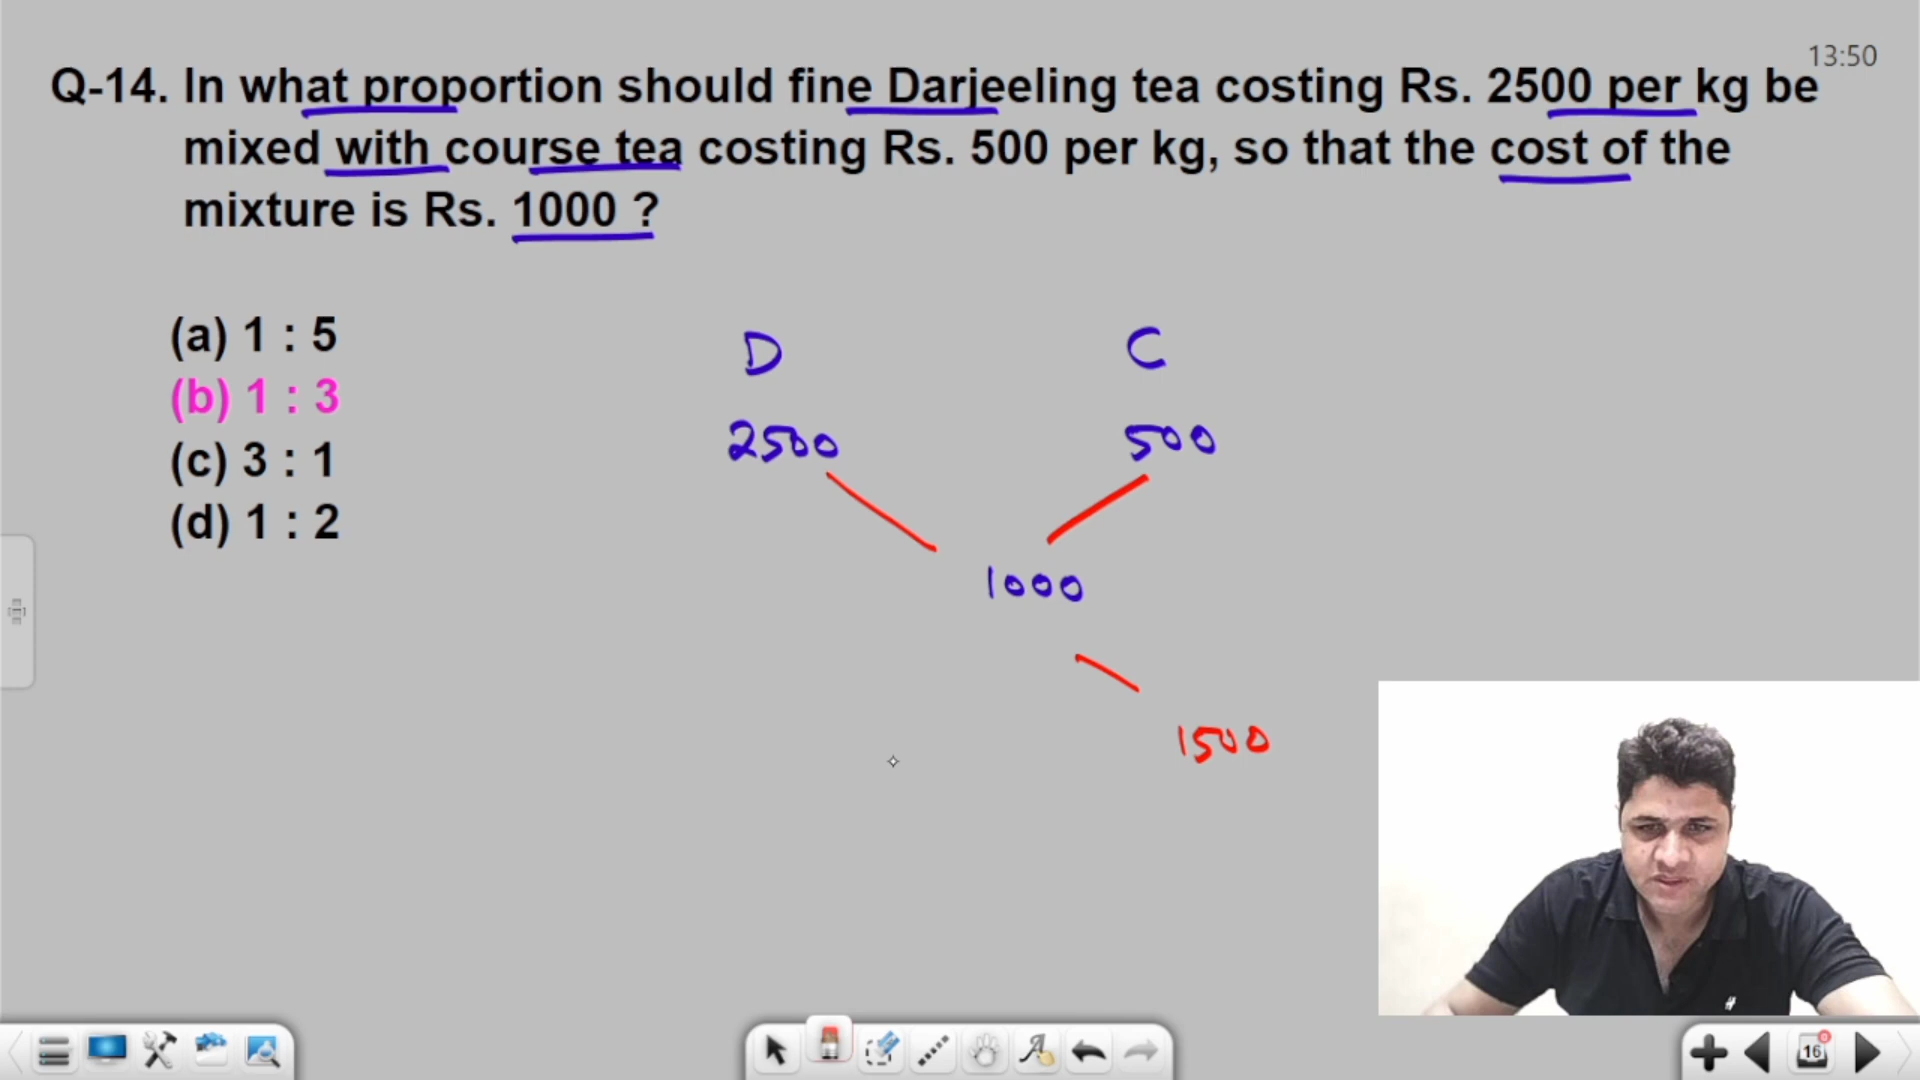 13:50
Q-14. In what proportion should fine Darjeeling tea costing Rs. 2500 per kg be
mixed with course tea costing Rs. 500 per kg, so that the cost of the
mixture is Rs. 1000 ?
(a) 1 : 5
(b) 1 : 3
(c) 3 : 1
(d) 1 : 2
D C
2500 500
1000
1500
16